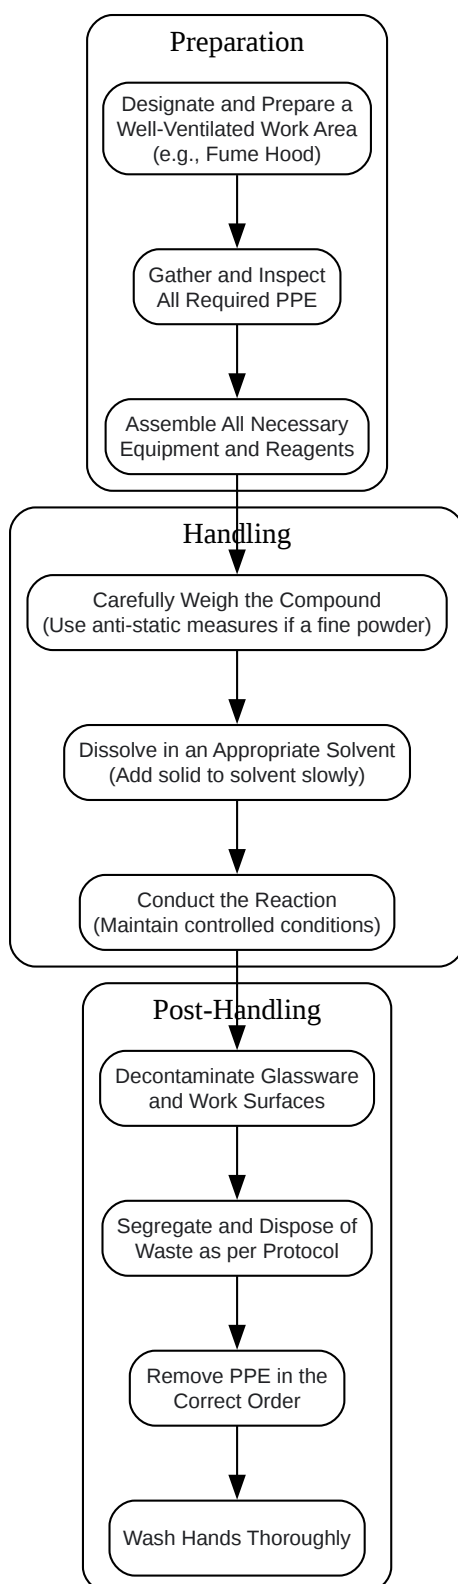 Preparation
Designate and Prepare a
Well-Ventilated Work Area
(e.g., Fume Hood)
Gather and Inspect
All Required PPE
Assemble All Necessary
Equipment and Reagents
Handling
Carefully Weigh the Compound
(Use anti-static measures if a fine powder)
Dissolve in an Appropriate Solvent
(Add solid to solvent slowly)
Conduct the Reaction
(Maintain controlled conditions)
Post-Handling
Decontaminate Glassware
and Work Surfaces
Segregate and Dispose of
Waste as per Protocol
Remove PPE in the
Correct Order
Wash Hands Thoroughly